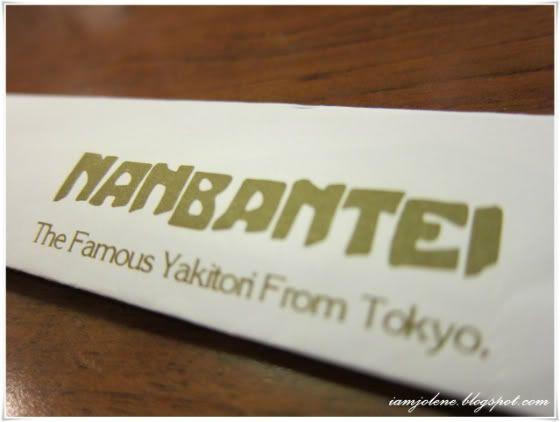 NANBANTEI
The Famous Yakitori From Tokyo.
iamjolene.blogspot.com